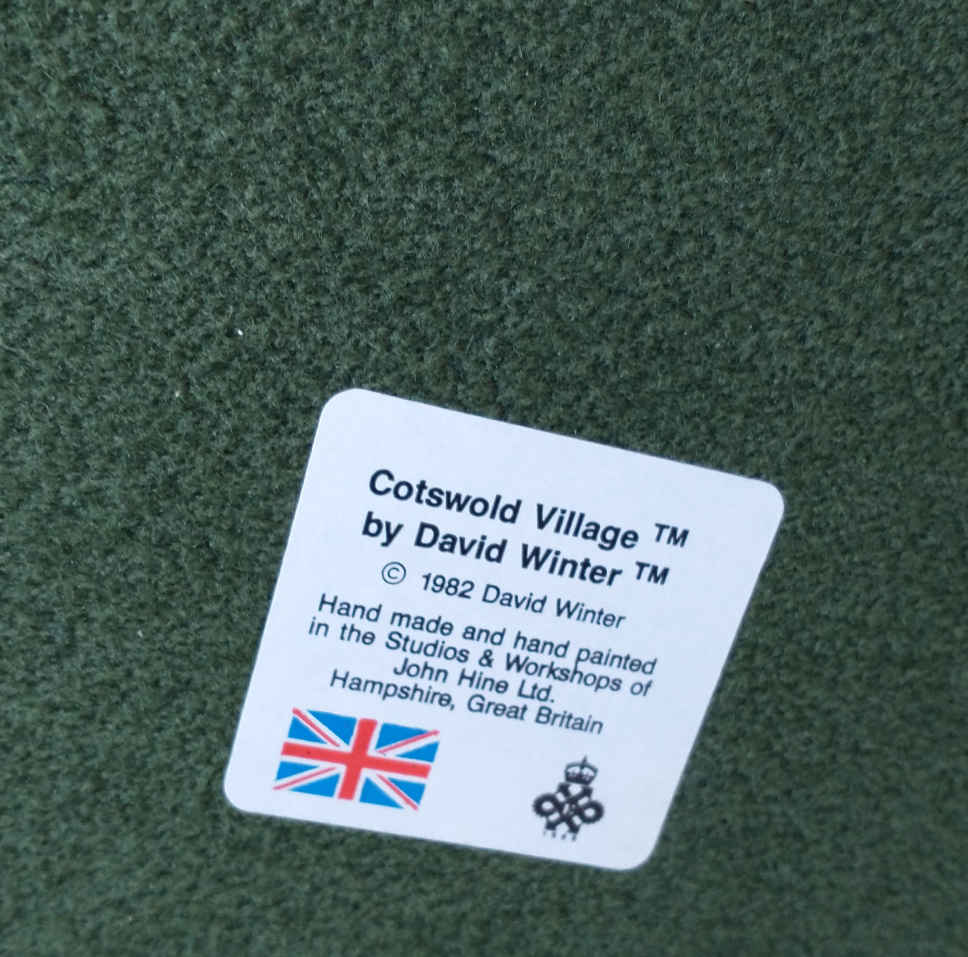 Cotswold Village ™
by David Winter ™
© 1982 David Winter
Hand made and hand painted
in the Studios & Workshops of
John Hine Ltd.
Hampshire, Great Britain